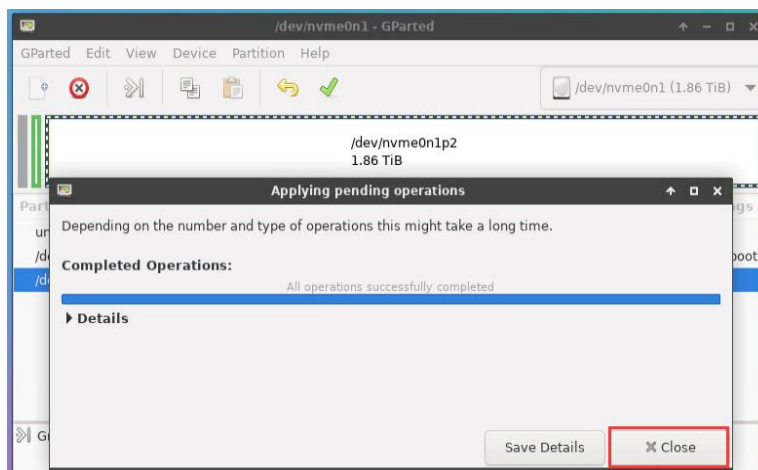 /dev/nvme0n1 - GParted
GParted Edit View Device Partition Help
/dev/nvme0n1 (1.86 TiB)
/dev/nvme0n1p2
1.86 TiB
Applying pending operations
Depending on the number and type of operations this might take a long time.
Completed Operations:
All operations successfully completed
Details
Save Details
Close